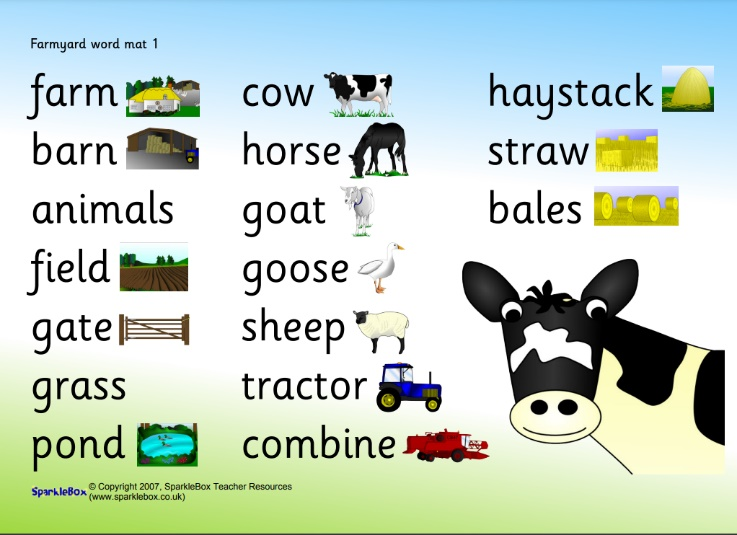 Farmyard word mat 1
farm
barn
animals
field
gate
grass
pond
cow
horse
goat
goose
sheep
tractor
combine
haystack
straw
bales
SparkleBox © Copyright 2007, SparkleBox Teacher Resources
(www.sparklebox.co.uk)